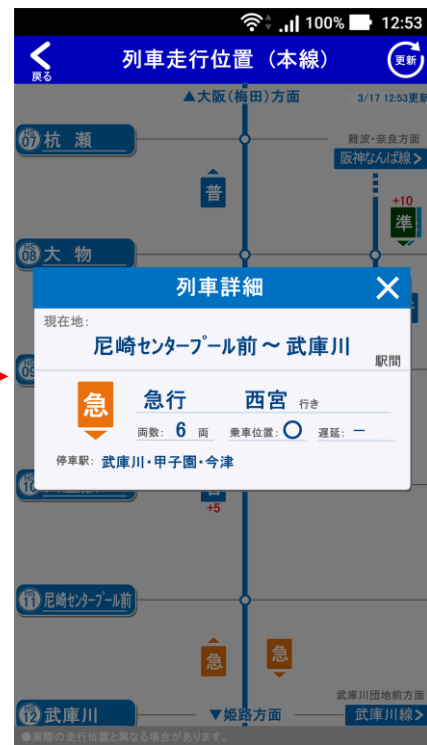 100% 12:53
戻る
列車走行位置（本線）
更新
▲大阪(梅田)方面
3/17 12:53更新
HS 07 杭瀬
難波・奈良方面
阪神なんば線>
普
+10
準
HS 08 大物
列車詳細
現在地:
尼崎センタープール前 ～ 武庫川
駅間
09
急
急行 西宮 行き
両数: 6 両 乗車位置: ○ 遅延: －
停車駅: 武庫川・甲子園・今津
+5
HS 11 尼崎センタープール前
急
急
武庫川団地前方面
HS 12 武庫川
▼姫路方面
武庫川線>
●実際の走行位置と異なる場合があります。